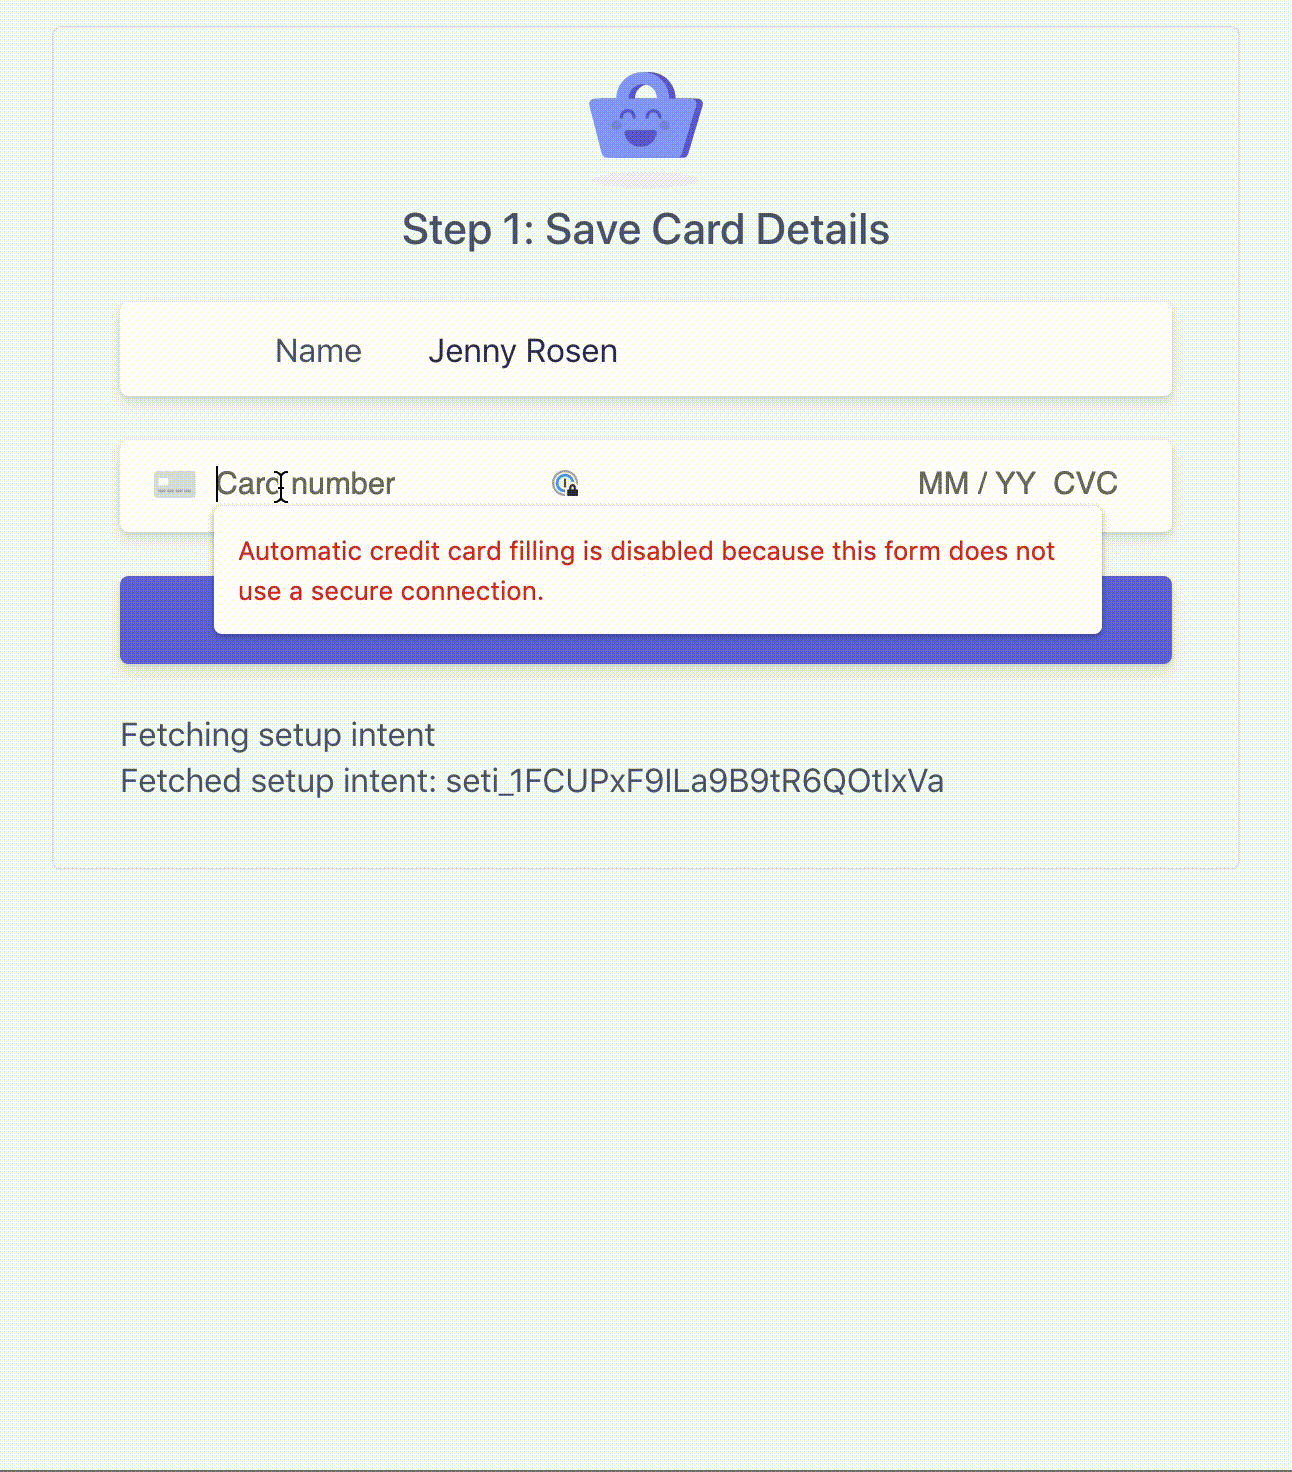 Step 1: Save Card Details
Name Jenny Rosen
Card number MM / YY CVC
Automatic credit card filling is disabled because this form does not
use a secure connection.
Fetching setup intent
Fetched setup intent: seti_1FCUPxF9ILa9B9tR6QOtIxVa